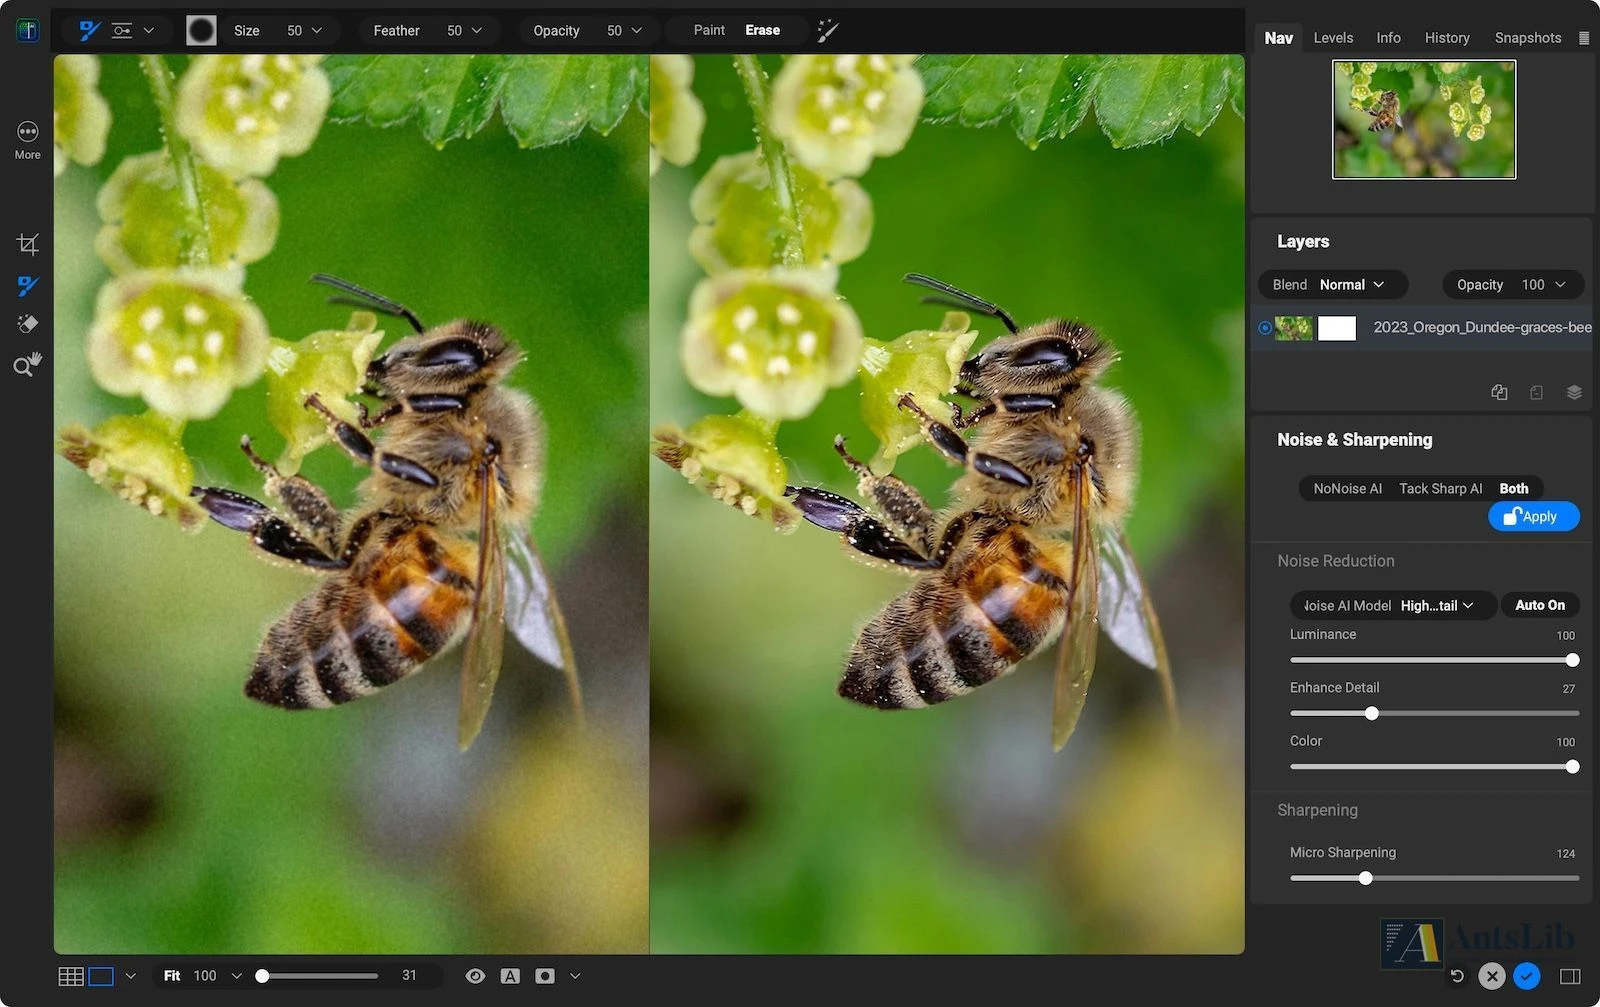 Size 50
Feather 50
Opacity 50
Paint Erase
Nav Levels Info History Snapshots
More
Layers
Blend Normal
Opacity 100
2023_Oregon_Dundee-graces-bee
Noise & Sharpening
NoNoise AI Tack Sharp AI Both
Apply
Noise Reduction
Noise AI Model High...tail
Auto On
Luminance 100
Enhance Detail 27
Color 100
Sharpening
Micro Sharpening 124
A AntsLib
Fit 100 31
A